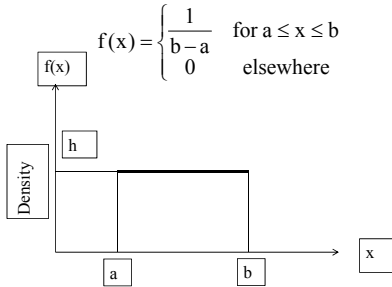 f(x) = { 1/(b−a) for a ≤ x ≤ b
0 elsewhere
f(x)
h
Density
x
a
b